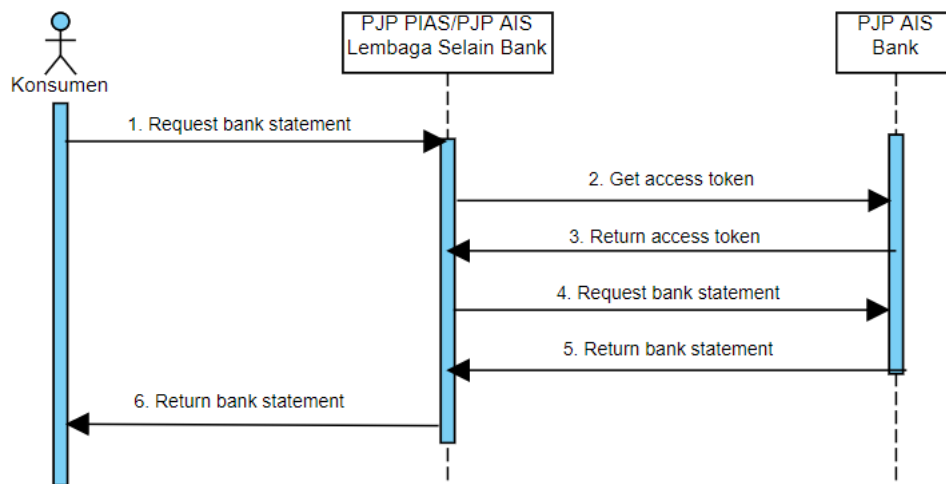 PJP PIAS/PJP AIS
Lembaga Selain Bank
PJP AIS
Bank
Konsumen
1. Request bank statement
2. Get access token
3. Return access token
4. Request bank statement
5. Return bank statement
6. Return bank statement